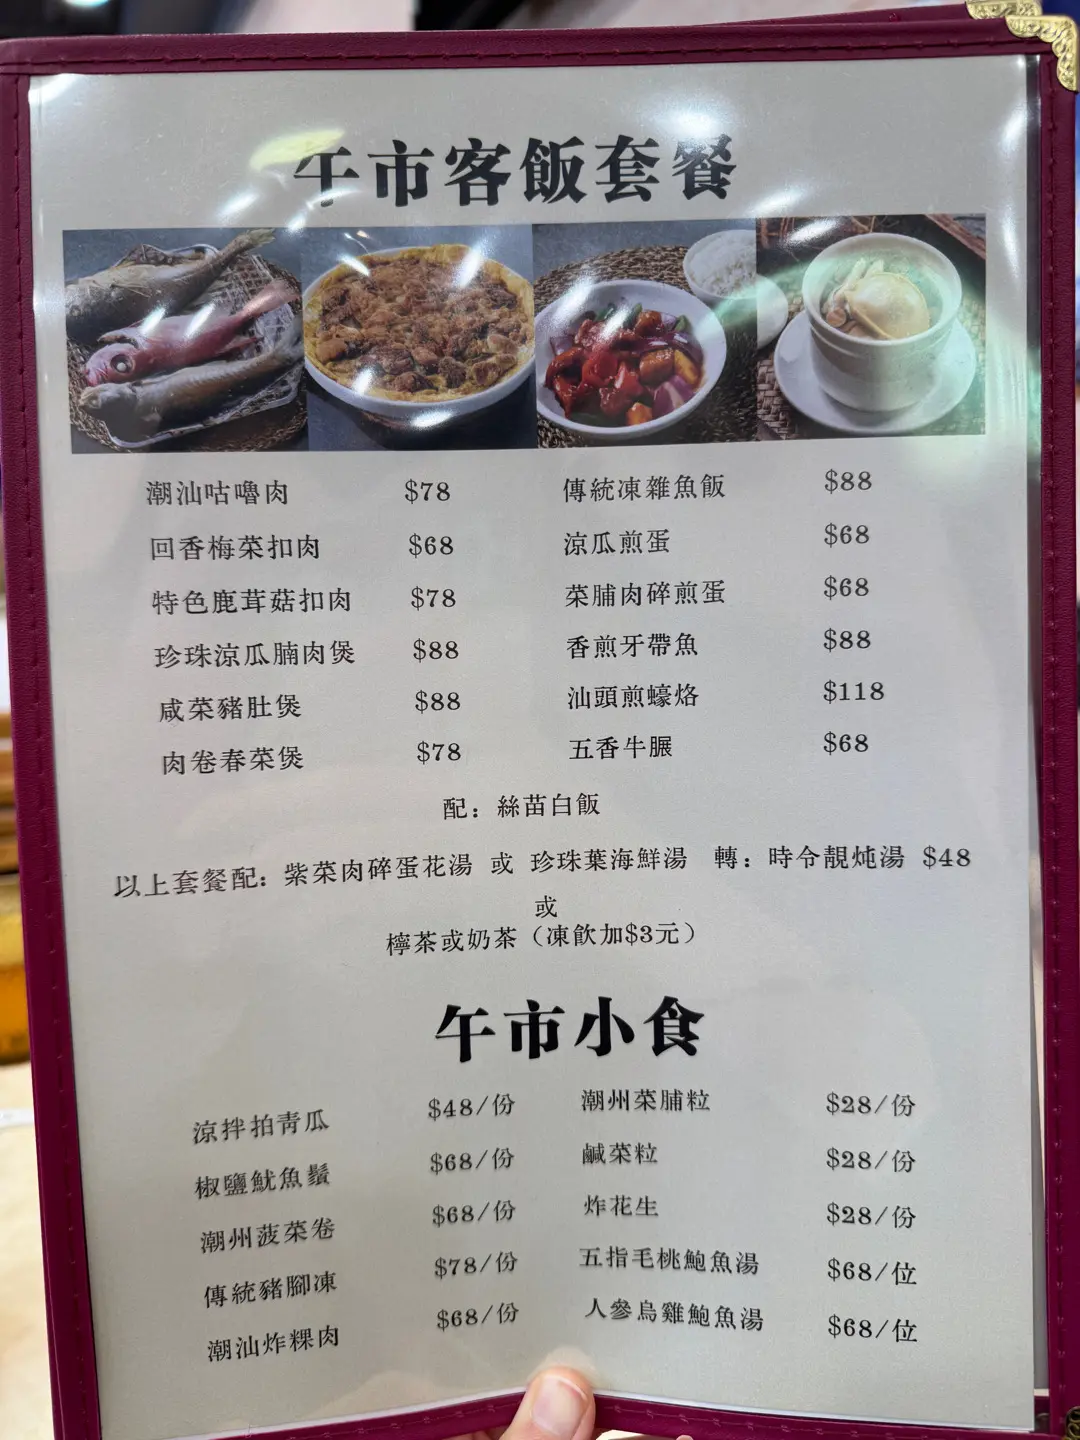 午市客飯套餐
潮汕咕嚕肉 $78 傳統凍雜魚飯 $88
回香梅菜扣肉 $68 涼瓜煎蛋 $68
特色鹿茸菇扣肉 $78 菜脯肉碎煎蛋 $68
珍珠涼瓜腩肉煲 $88 香煎牙帶魚 $88
咸菜豬肚煲 $88 汕頭煎蠔烙 $118
肉卷春菜煲 $78 五香牛𦟌 $68
配：絲苗白飯
以上套餐配：紫菜肉碎蛋花湯 或 珍珠葉海鮮湯 轉：時令靚炖湯 $48
或
檸茶或奶茶（凍飲加$3元）
午市小食
涼拌拍青瓜 $48/份 潮州菜脯粒 $28/份
椒鹽魷魚鬚 $68/份 鹹菜粒 $28/份
潮州菠菜卷 $68/份 炸花生 $28/份
傳統豬腳凍 $78/份 五指毛桃鮑魚湯 $68/位
潮汕炸粿肉 $68/份 人參烏雞鮑魚湯 $68/位